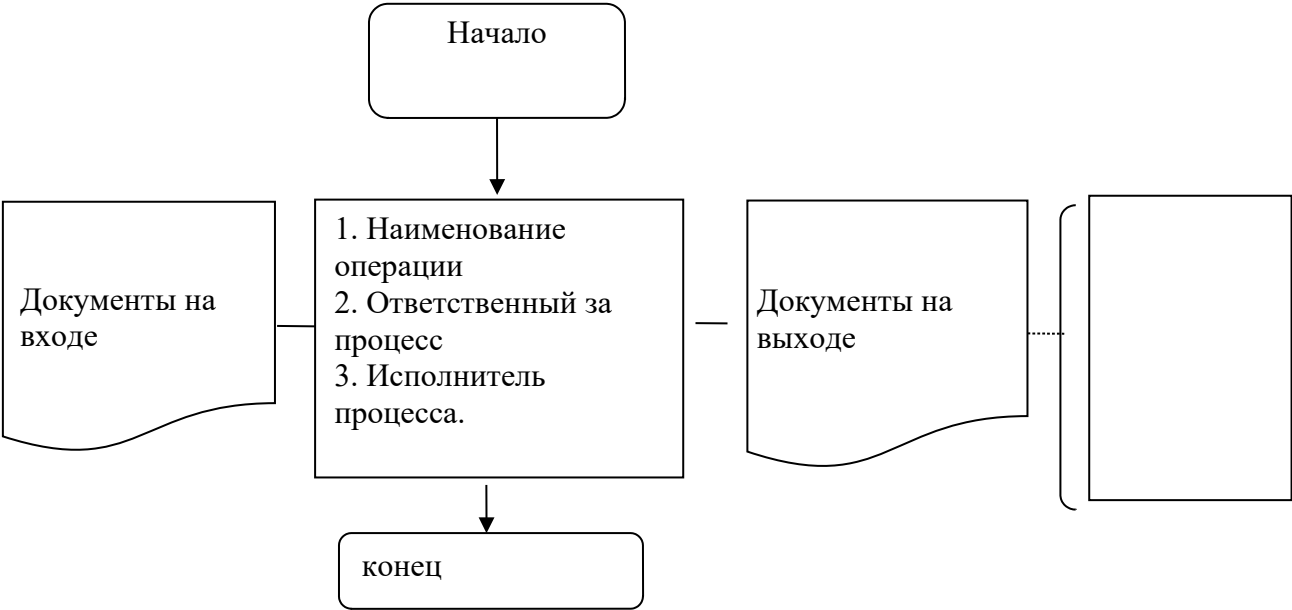 Начало
Документы на
входе
1. Наименование
операции
2. Ответственный за
процесс
3. Исполнитель
процесса.
Документы на
выходе
конец